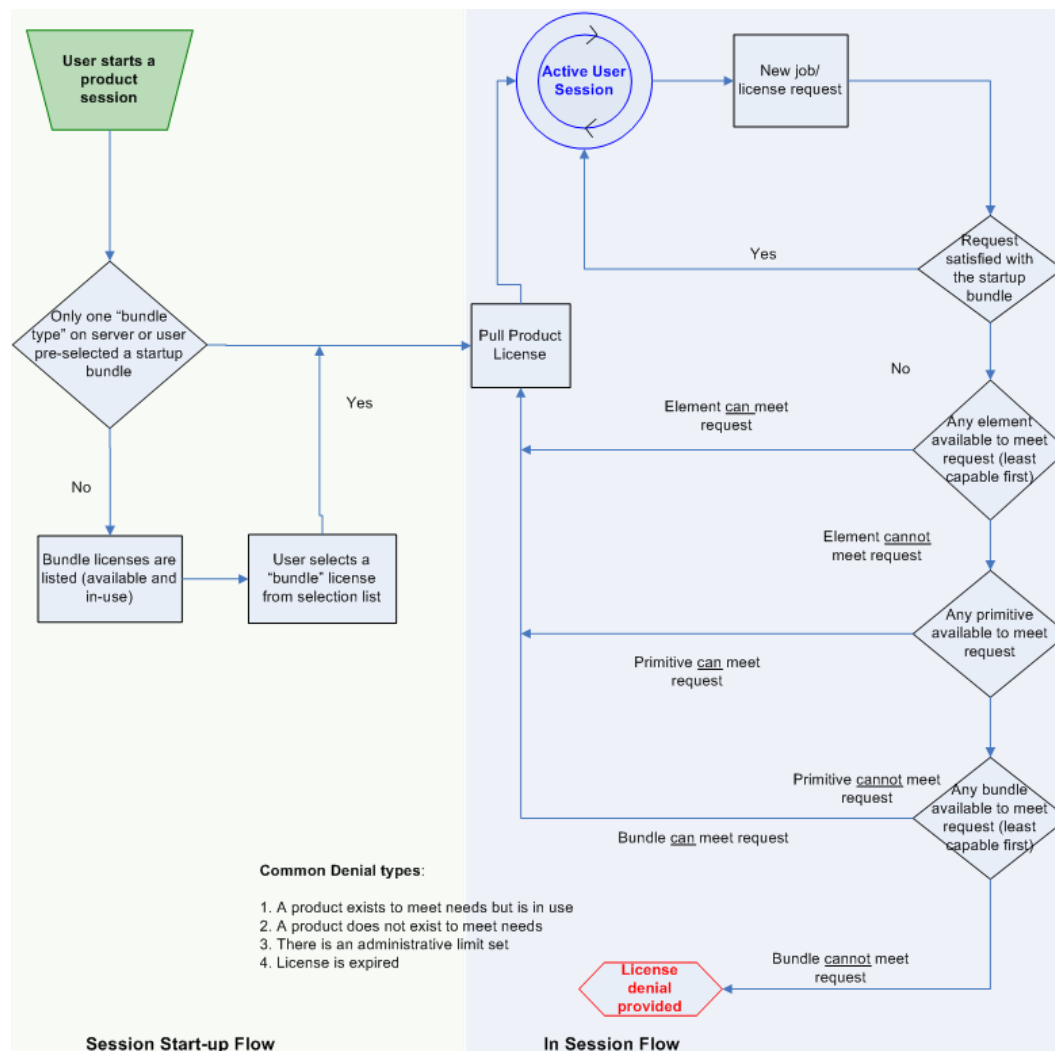 User starts a
product
session
Active User
Session
New job/
license request
Request
satisfied with
the startup
bundle
Yes
Only one “bundle
type” on server or user
pre-selected a startup
bundle
Pull Product
License
No
Yes
Element can meet
request
Any element
available to meet
request (least
capable first)
No
Bundle licenses are
listed (available and
in-use)
User selects a
“bundle” license
from selection list
Element cannot
meet request
Any primitive
available to meet
request
Primitive can meet
request
Primitive cannot meet
request
Any bundle
available to meet
request (least
capable first)
Bundle can meet request
Common Denial types:
1. A product exists to meet needs but is in use
2. A product does not exist to meet needs
3. There is an administrative limit set
4. License is expired
Bundle cannot meet
request
License
denial
provided
Session Start-up Flow
In Session Flow